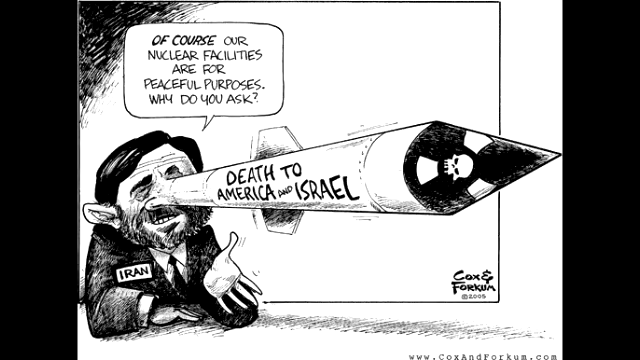 OF COURSE OUR
NUCLEAR FACILITIES
ARE FOR
PEACEFUL PURPOSES.
WHY DO YOU ASK?
DEATH TO
AMERICA AND ISRAEL
IRAN
COX &
FORKUM
©2005
www.CoxAndForkum.com